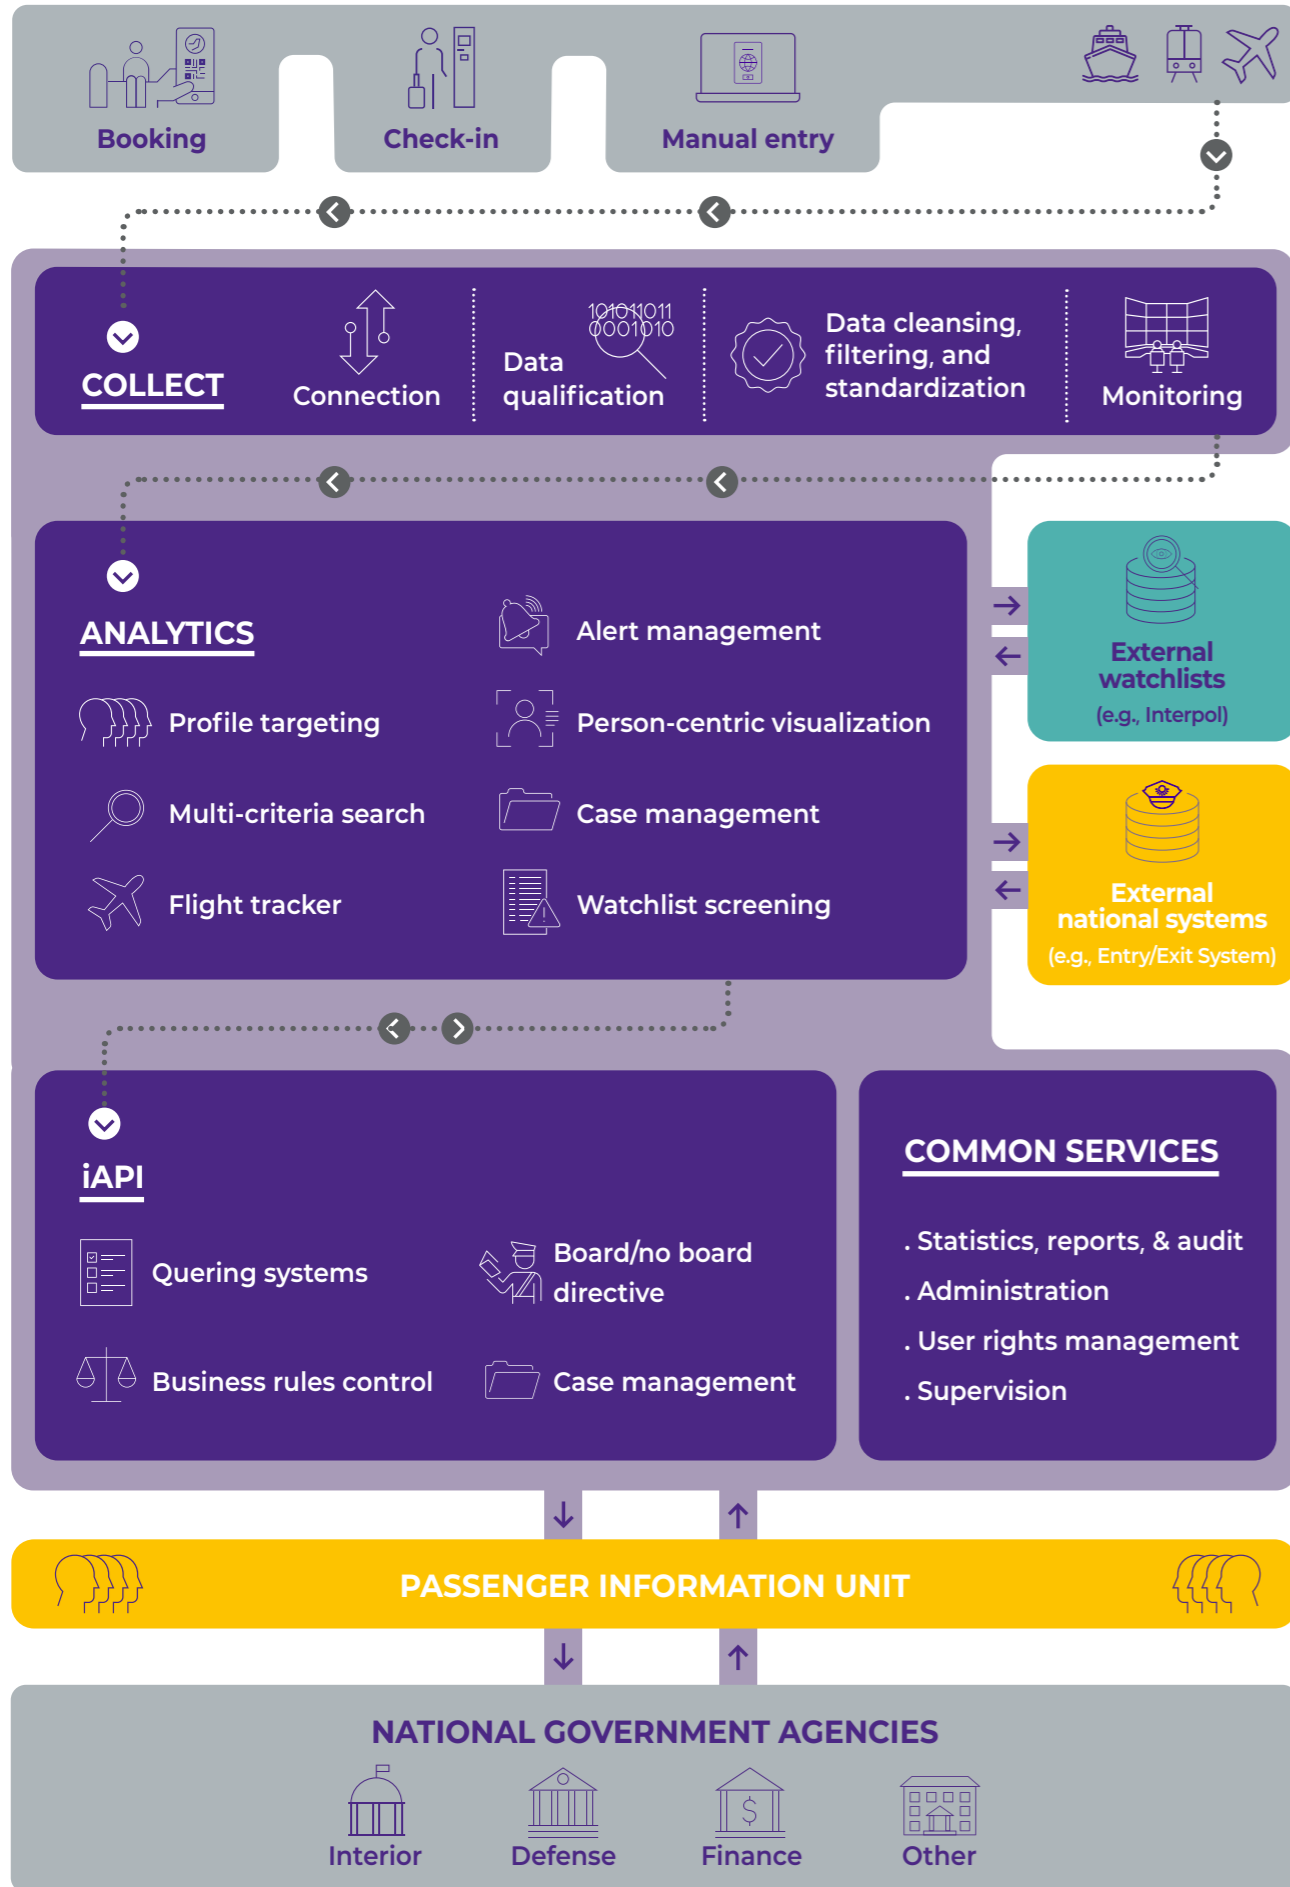 Booking
Check-in
Manual entry
COLLECT
Connection
101011011
0001010
Data
qualification
Data cleansing,
filtering, and
standardization
Monitoring
ANALYTICS
Profile targeting
Multi-criteria search
Flight tracker
Alert management
Person-centric visualization
Case management
Watchlist screening
External
watchlists
(e.g., Interpol)
External
national systems
(e.g., Entry/Exit System)
iAPI
Quering systems
Business rules control
Board/no board
directive
Case management
COMMON SERVICES
. Statistics, reports, & audit
. Administration
. User rights management
. Supervision
PASSENGER INFORMATION UNIT
NATIONAL GOVERNMENT AGENCIES
Interior
Defense
$
Finance
Other